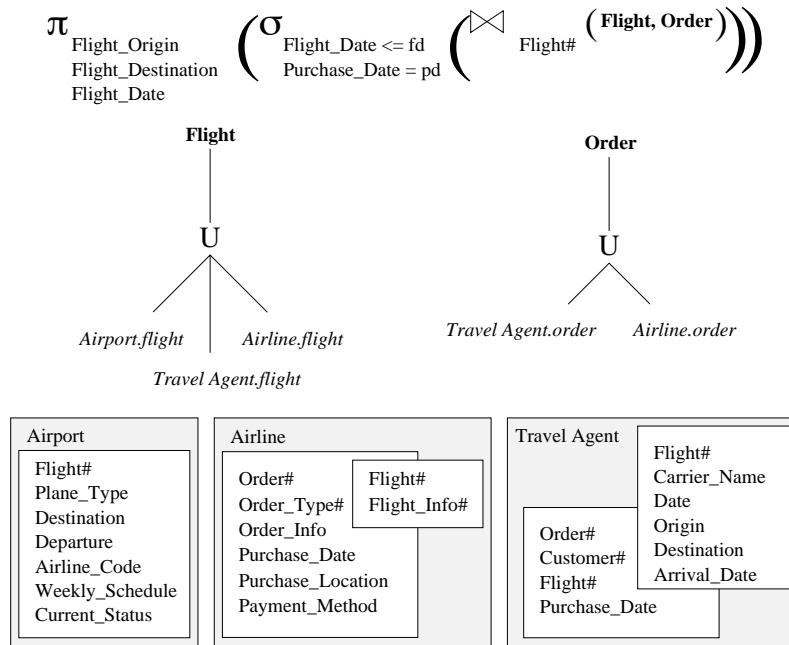 π Flight_Origin
Flight_Destination
Flight_Date
( σ Flight_Date <= fd
Purchase_Date = pd
( ⋈ Flight# ( Flight, Order ) ) )
Flight
U
Airport.flight
Airline.flight
Travel Agent.flight
Order
U
Travel Agent.order
Airline.order
Airport
Flight#
Plane_Type
Destination
Departure
Airline_Code
Weekly_Schedule
Current_Status
Airline
Order#
Order_Type#
Order_Info
Purchase_Date
Purchase_Location
Payment_Method
Flight#
Flight_Info#
Travel Agent
Order#
Customer#
Flight#
Purchase_Date
Flight#
Carrier_Name
Date
Origin
Destination
Arrival_Date